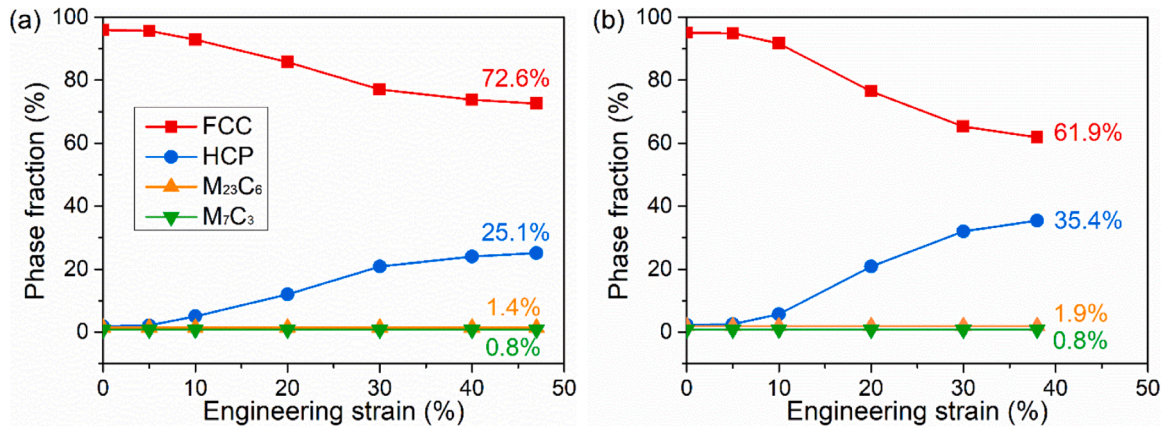 (a)
Phase fraction (%)
100
80
60
40
20
0
0 10 20 30 40 50
Engineering strain (%)
FCC
HCP
M₂₃C₆
M₇C₃
72.6%
25.1%
1.4%
0.8%
(b)
Phase fraction (%)
100
80
60
40
20
0
0 10 20 30 40 50
Engineering strain (%)
61.9%
35.4%
1.9%
0.8%